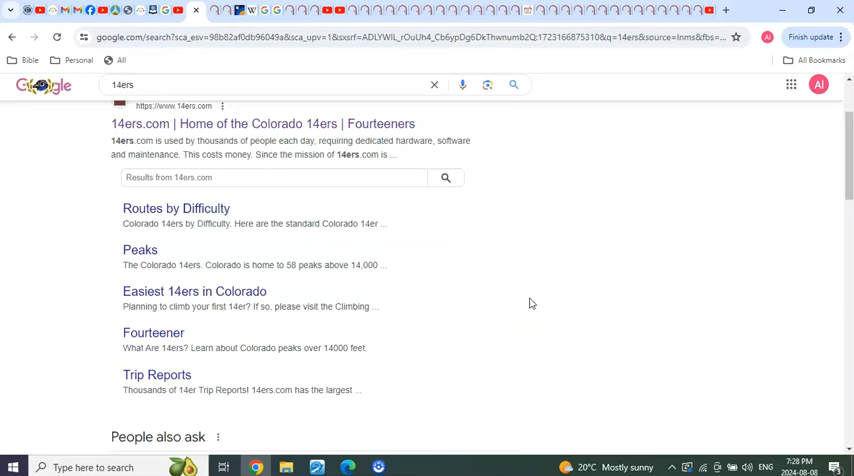 google.com/search?sca_esv=98b82af0db96049a&sca_upv=1&sxsrf=ADLYWIL_rOuUh4_Cb6ypDg6DkThwnumb2Q:1723166875310&q=14ers&source=lnms&fbs=...
Finish update
Bible
Personal
All
All Bookmarks
14ers
AI
AI
https://www.14ers.com
14ers.com | Home of the Colorado 14ers | Fourteeners
14ers.com is used by thousands of people each day, requiring dedicated hardware, software
and maintenance. This costs money. Since the mission of 14ers.com is ...
Results from 14ers.com
Routes by Difficulty
Colorado 14ers by Difficulty. Here are the standard Colorado 14er ...
Peaks
The Colorado 14ers. Colorado is home to 58 peaks above 14,000 ...
Easiest 14ers in Colorado
Planning to climb your first 14er? If so, please visit the Climbing ...
Fourteener
What Are 14ers? Learn about Colorado peaks over 14000 feet.
Trip Reports
Thousands of 14er Trip Reports! 14ers.com has the largest ...
People also ask
Type here to search
20°C Mostly sunny
ENG
7:28 PM
2024-08-08
3